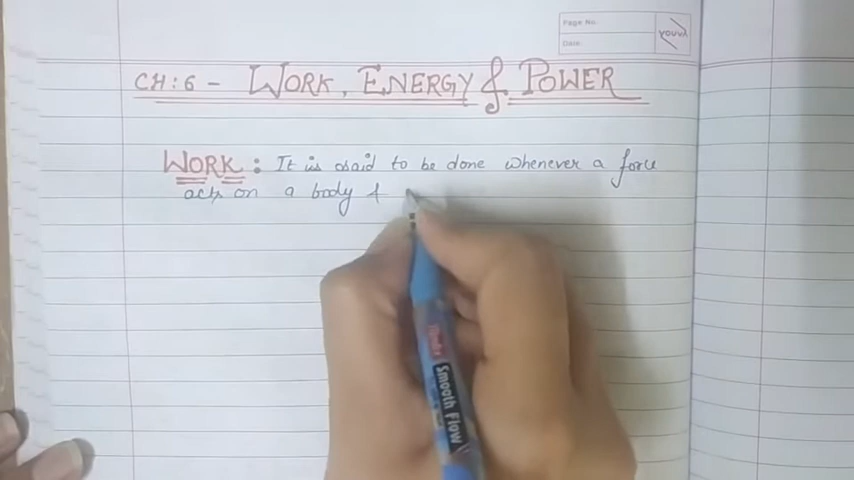 Page No.
Date
YOUVA
CH:6 - WORK, ENERGY & POWER
WORK : It is said to be done whenever a force
acts on a body &
Smooth Flow